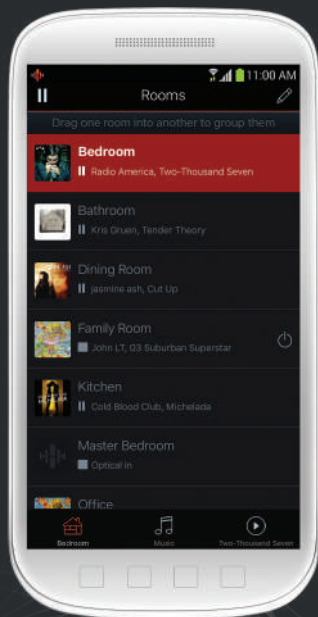 11:00 AM
Rooms
Drag one room into another to group them
Bedroom
Radio America, Two-Thousand Seven
Bathroom
Kris Gruen, Tender Theory
Dining Room
jasmine ash, Cut Up
Family Room
John LT, 03 Suburban Superstar
Kitchen
Cold Blood Club, Michelada
Master Bedroom
Optical in
Office
Bedroom
Music
Two-Thousand Seven